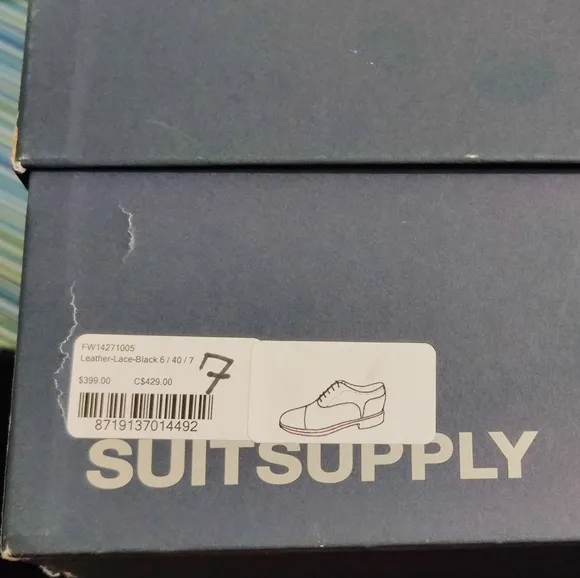 FW14271005
Leather-Lace-Black 6 / 40 / 7
7
$399.00 C$429.00
8719137014492
SUITSUPPLY